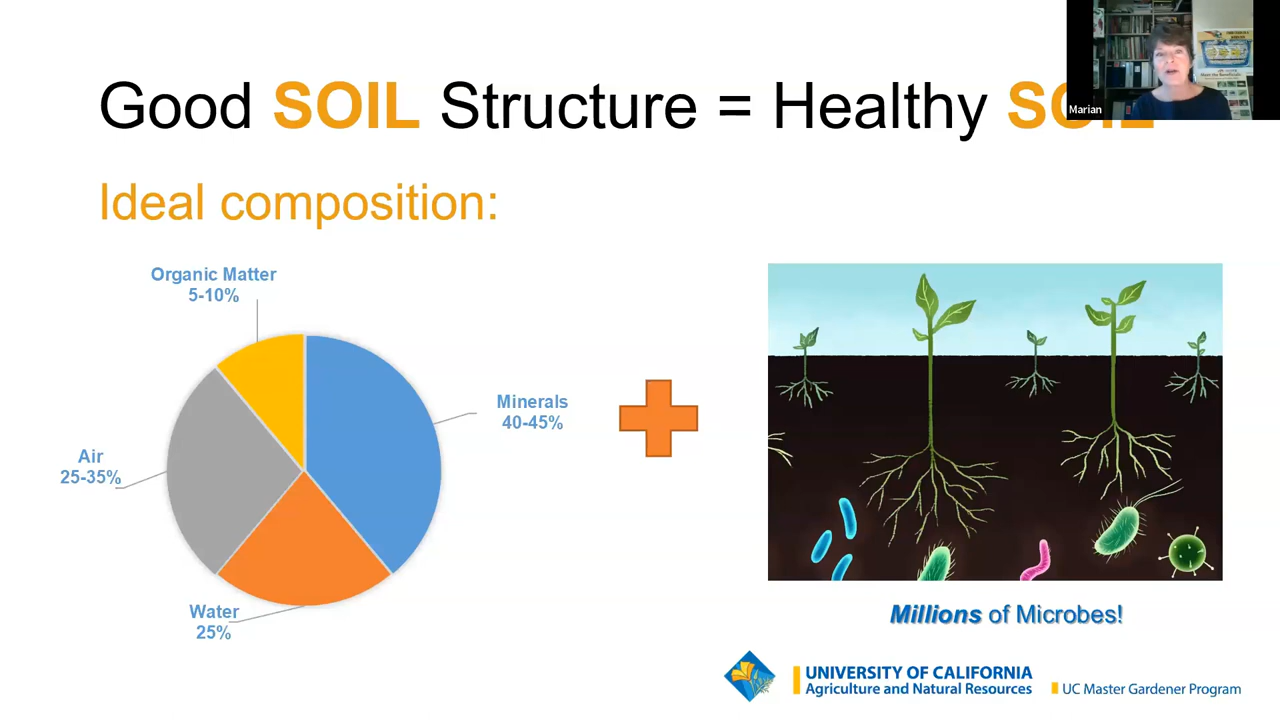 Good SOIL Structure = Healthy SOIL
Marian
Ideal composition:
Organic Matter
5-10%
Minerals
40-45%
Air
25-35%
Water
25%
Millions of Microbes!
UNIVERSITY OF CALIFORNIA
Agriculture and Natural Resources
UC Master Gardener Program